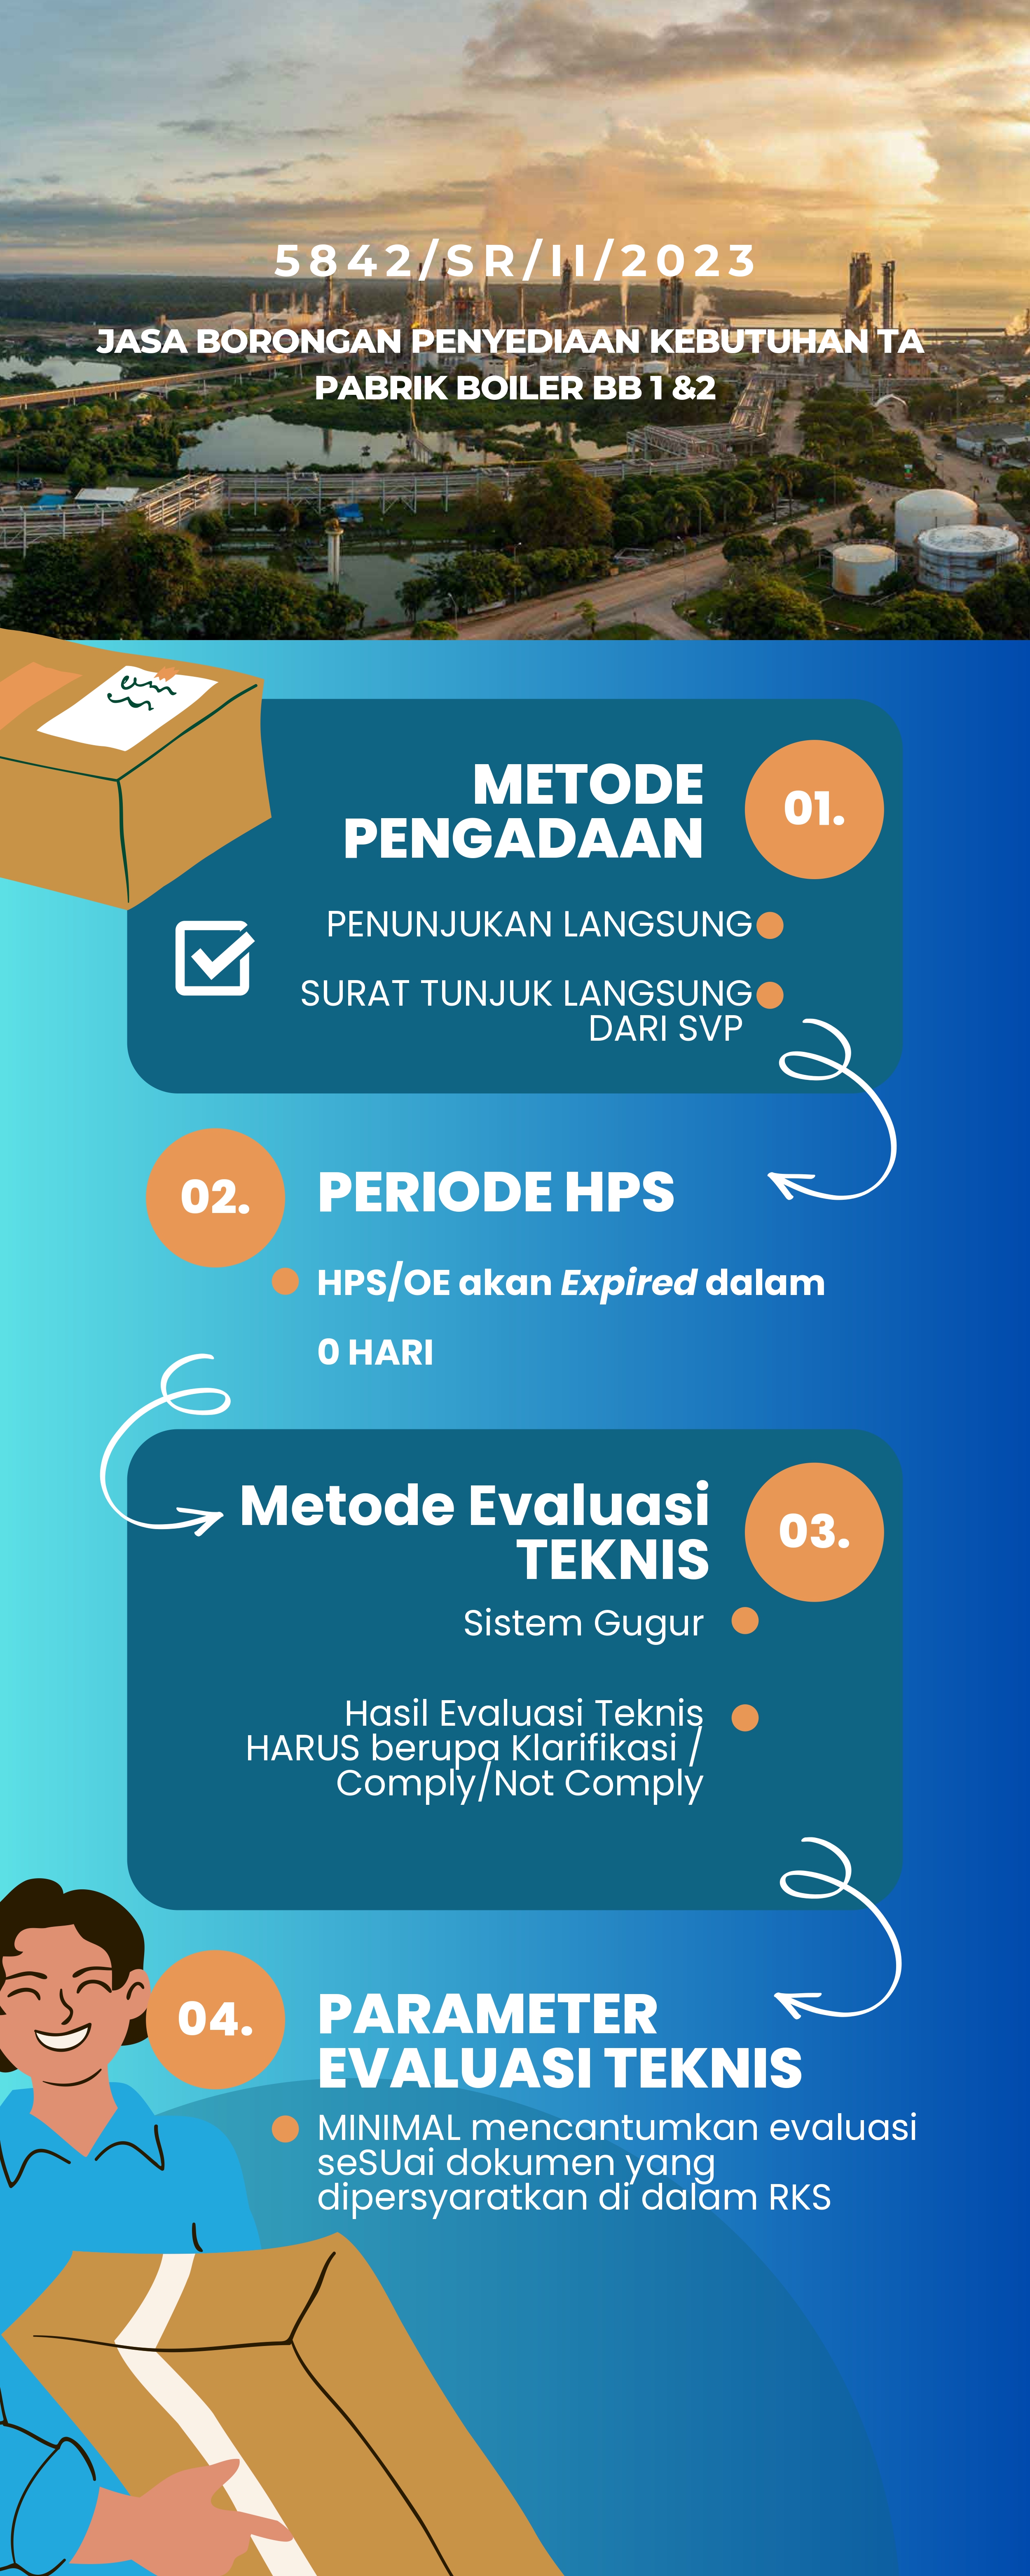 5842/SR/II/2023
JASA BORONGAN PENYEDIAAN KEBUTUHAN TA
PABRIK BOILER BB 1 &2
METODE
PENGADAAN
01.
PENUNJUKAN LANGSUNG
SURAT TUNJUK LANGSUNG
DARI SVP
02.
PERIODE HPS
HPS/OE akan Expired dalam
0 HARI
Metode Evaluasi
TEKNIS
03.
Sistem Gugur
Hasil Evaluasi Teknis
HARUS berupa Klarifikasi /
Comply/Not Comply
04.
PARAMETER
EVALUASI TEKNIS
MINIMAL mencantumkan evaluasi
seSUai dokumen yang
dipersyaratkan di dalam RKS